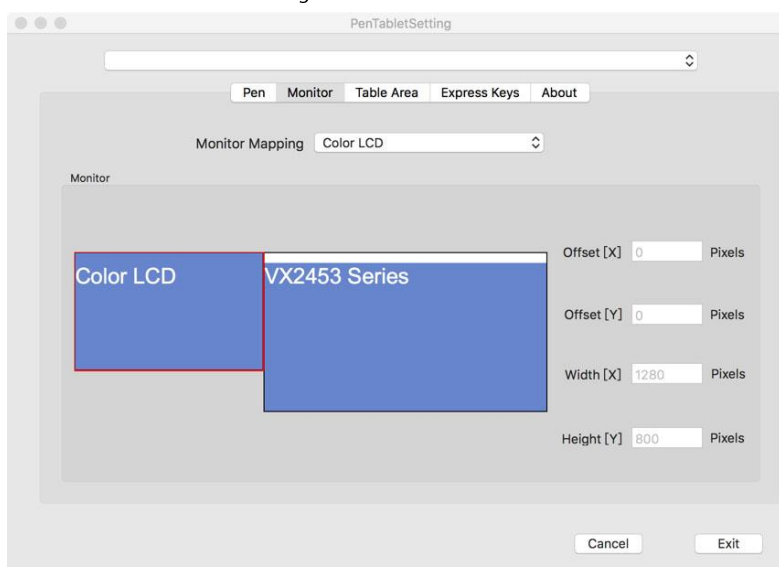 PenTabletSetting
Pen Monitor Table Area Express Keys About
Monitor Mapping Color LCD
Monitor
Color LCD VX2453 Series
Offset [X] 0 Pixels
Offset [Y] 0 Pixels
Width [X] 1280 Pixels
Height [Y] 800 Pixels
Cancel Exit